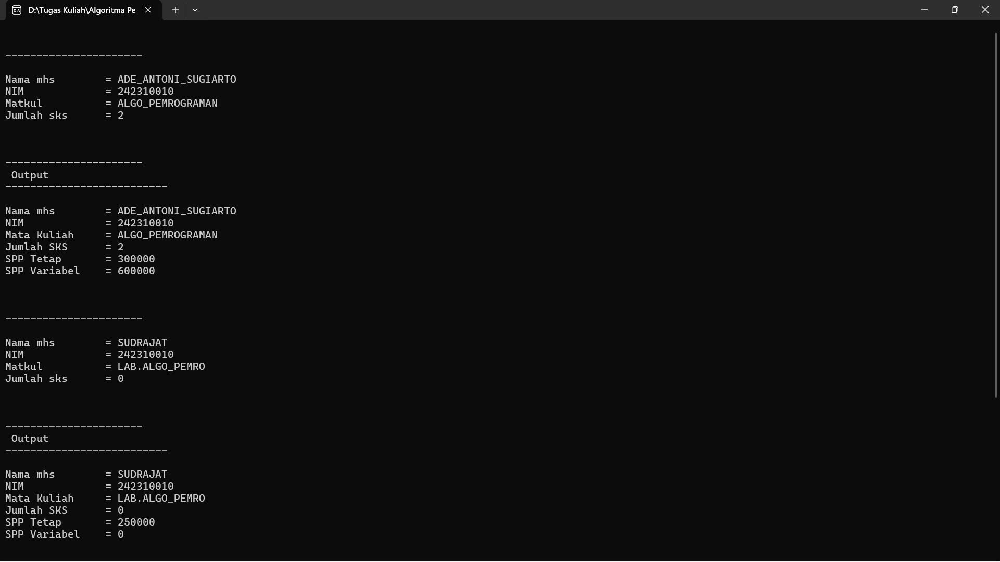 D:\Tugas Kuliah\Algoritma Pe
----------------------
Nama mhs        = ADE_ANTONI_SUGIARTO
NIM             = 242310010
Matkul          = ALGO_PEMROGRAMAN
Jumlah sks      = 2
----------------------
 Output
--------------------------
Nama mhs        = ADE_ANTONI_SUGIARTO
NIM             = 242310010
Mata Kuliah     = ALGO_PEMROGRAMAN
Jumlah SKS      = 2
SPP Tetap       = 300000
SPP Variabel    = 600000
----------------------
Nama mhs        = SUDRAJAT
NIM             = 242310010
Matkul          = LAB.ALGO_PEMRO
Jumlah sks      = 0
----------------------
 Output
--------------------------
Nama mhs        = SUDRAJAT
NIM             = 242310010
Mata Kuliah     = LAB.ALGO_PEMRO
Jumlah SKS      = 0
SPP Tetap       = 250000
SPP Variabel    = 0